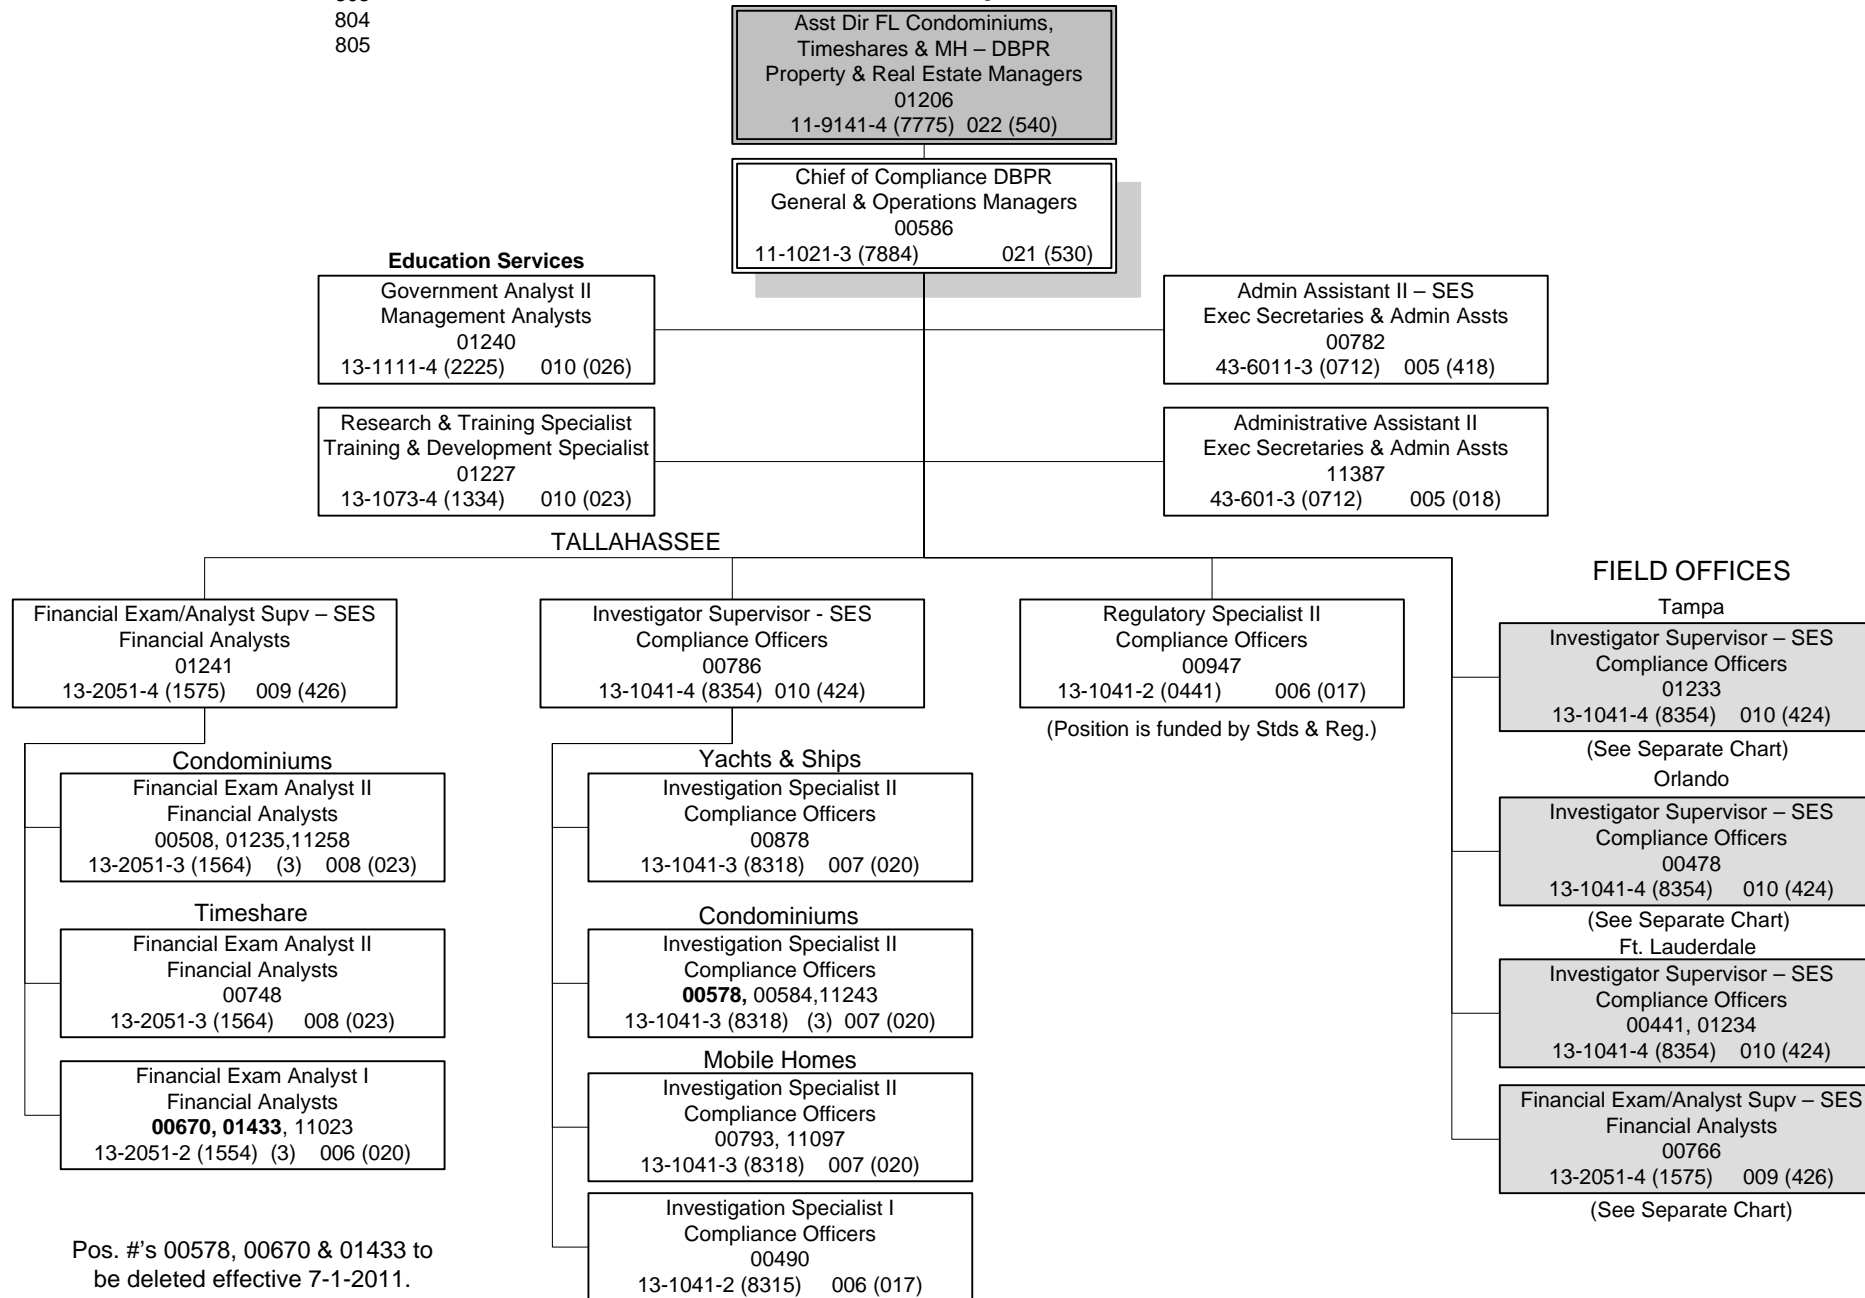 804
805
Asst Dir FL Condominiums,
Timeshares & MH – DBPR
Property & Real Estate Managers
01206
11-9141-4 (7775) 022 (540)
Chief of Compliance DBPR
General & Operations Managers
00586
11-1021-3 (7884) 021 (530)
Education Services
Government Analyst II
Management Analysts
01240
13-1111-4 (2225) 010 (026)
Admin Assistant II – SES
Exec Secretaries & Admin Assts
00782
43-6011-3 (0712) 005 (418)
Research & Training Specialist
Training & Development Specialist
01227
13-1073-4 (1334) 010 (023)
Administrative Assistant II
Exec Secretaries & Admin Assts
11387
43-601-3 (0712) 005 (018)
TALLAHASSEE
Financial Exam/Analyst Supv – SES
Financial Analysts
01241
13-2051-4 (1575) 009 (426)
Condominiums
Financial Exam Analyst II
Financial Analysts
00508, 01235,11258
13-2051-3 (1564) (3) 008 (023)
Timeshare
Financial Exam Analyst II
Financial Analysts
00748
13-2051-3 (1564) 008 (023)
Financial Exam Analyst I
Financial Analysts
00670, 01433, 11023
13-2051-2 (1554) (3) 006 (020)
Pos. #'s 00578, 00670 & 01433 to
be deleted effective 7-1-2011.
Investigator Supervisor - SES
Compliance Officers
00786
13-1041-4 (8354) 010 (424)
Yachts & Ships
Investigation Specialist II
Compliance Officers
00878
13-1041-3 (8318) 007 (020)
Condominiums
Investigation Specialist II
Compliance Officers
00578, 00584,11243
13-1041-3 (8318) (3) 007 (020)
Mobile Homes
Investigation Specialist II
Compliance Officers
00793, 11097
13-1041-3 (8318) 007 (020)
Investigation Specialist I
Compliance Officers
00490
13-1041-2 (8315) 006 (017)
Regulatory Specialist II
Compliance Officers
00947
13-1041-2 (0441) 006 (017)
(Position is funded by Stds & Reg.)
FIELD OFFICES
Tampa
Investigator Supervisor – SES
Compliance Officers
01233
13-1041-4 (8354) 010 (424)
(See Separate Chart)
Orlando
Investigator Supervisor – SES
Compliance Officers
00478
13-1041-4 (8354) 010 (424)
(See Separate Chart)
Ft. Lauderdale
Investigator Supervisor – SES
Compliance Officers
00441, 01234
13-1041-4 (8354) 010 (424)
Financial Exam/Analyst Supv – SES
Financial Analysts
00766
13-2051-4 (1575) 009 (426)
(See Separate Chart)